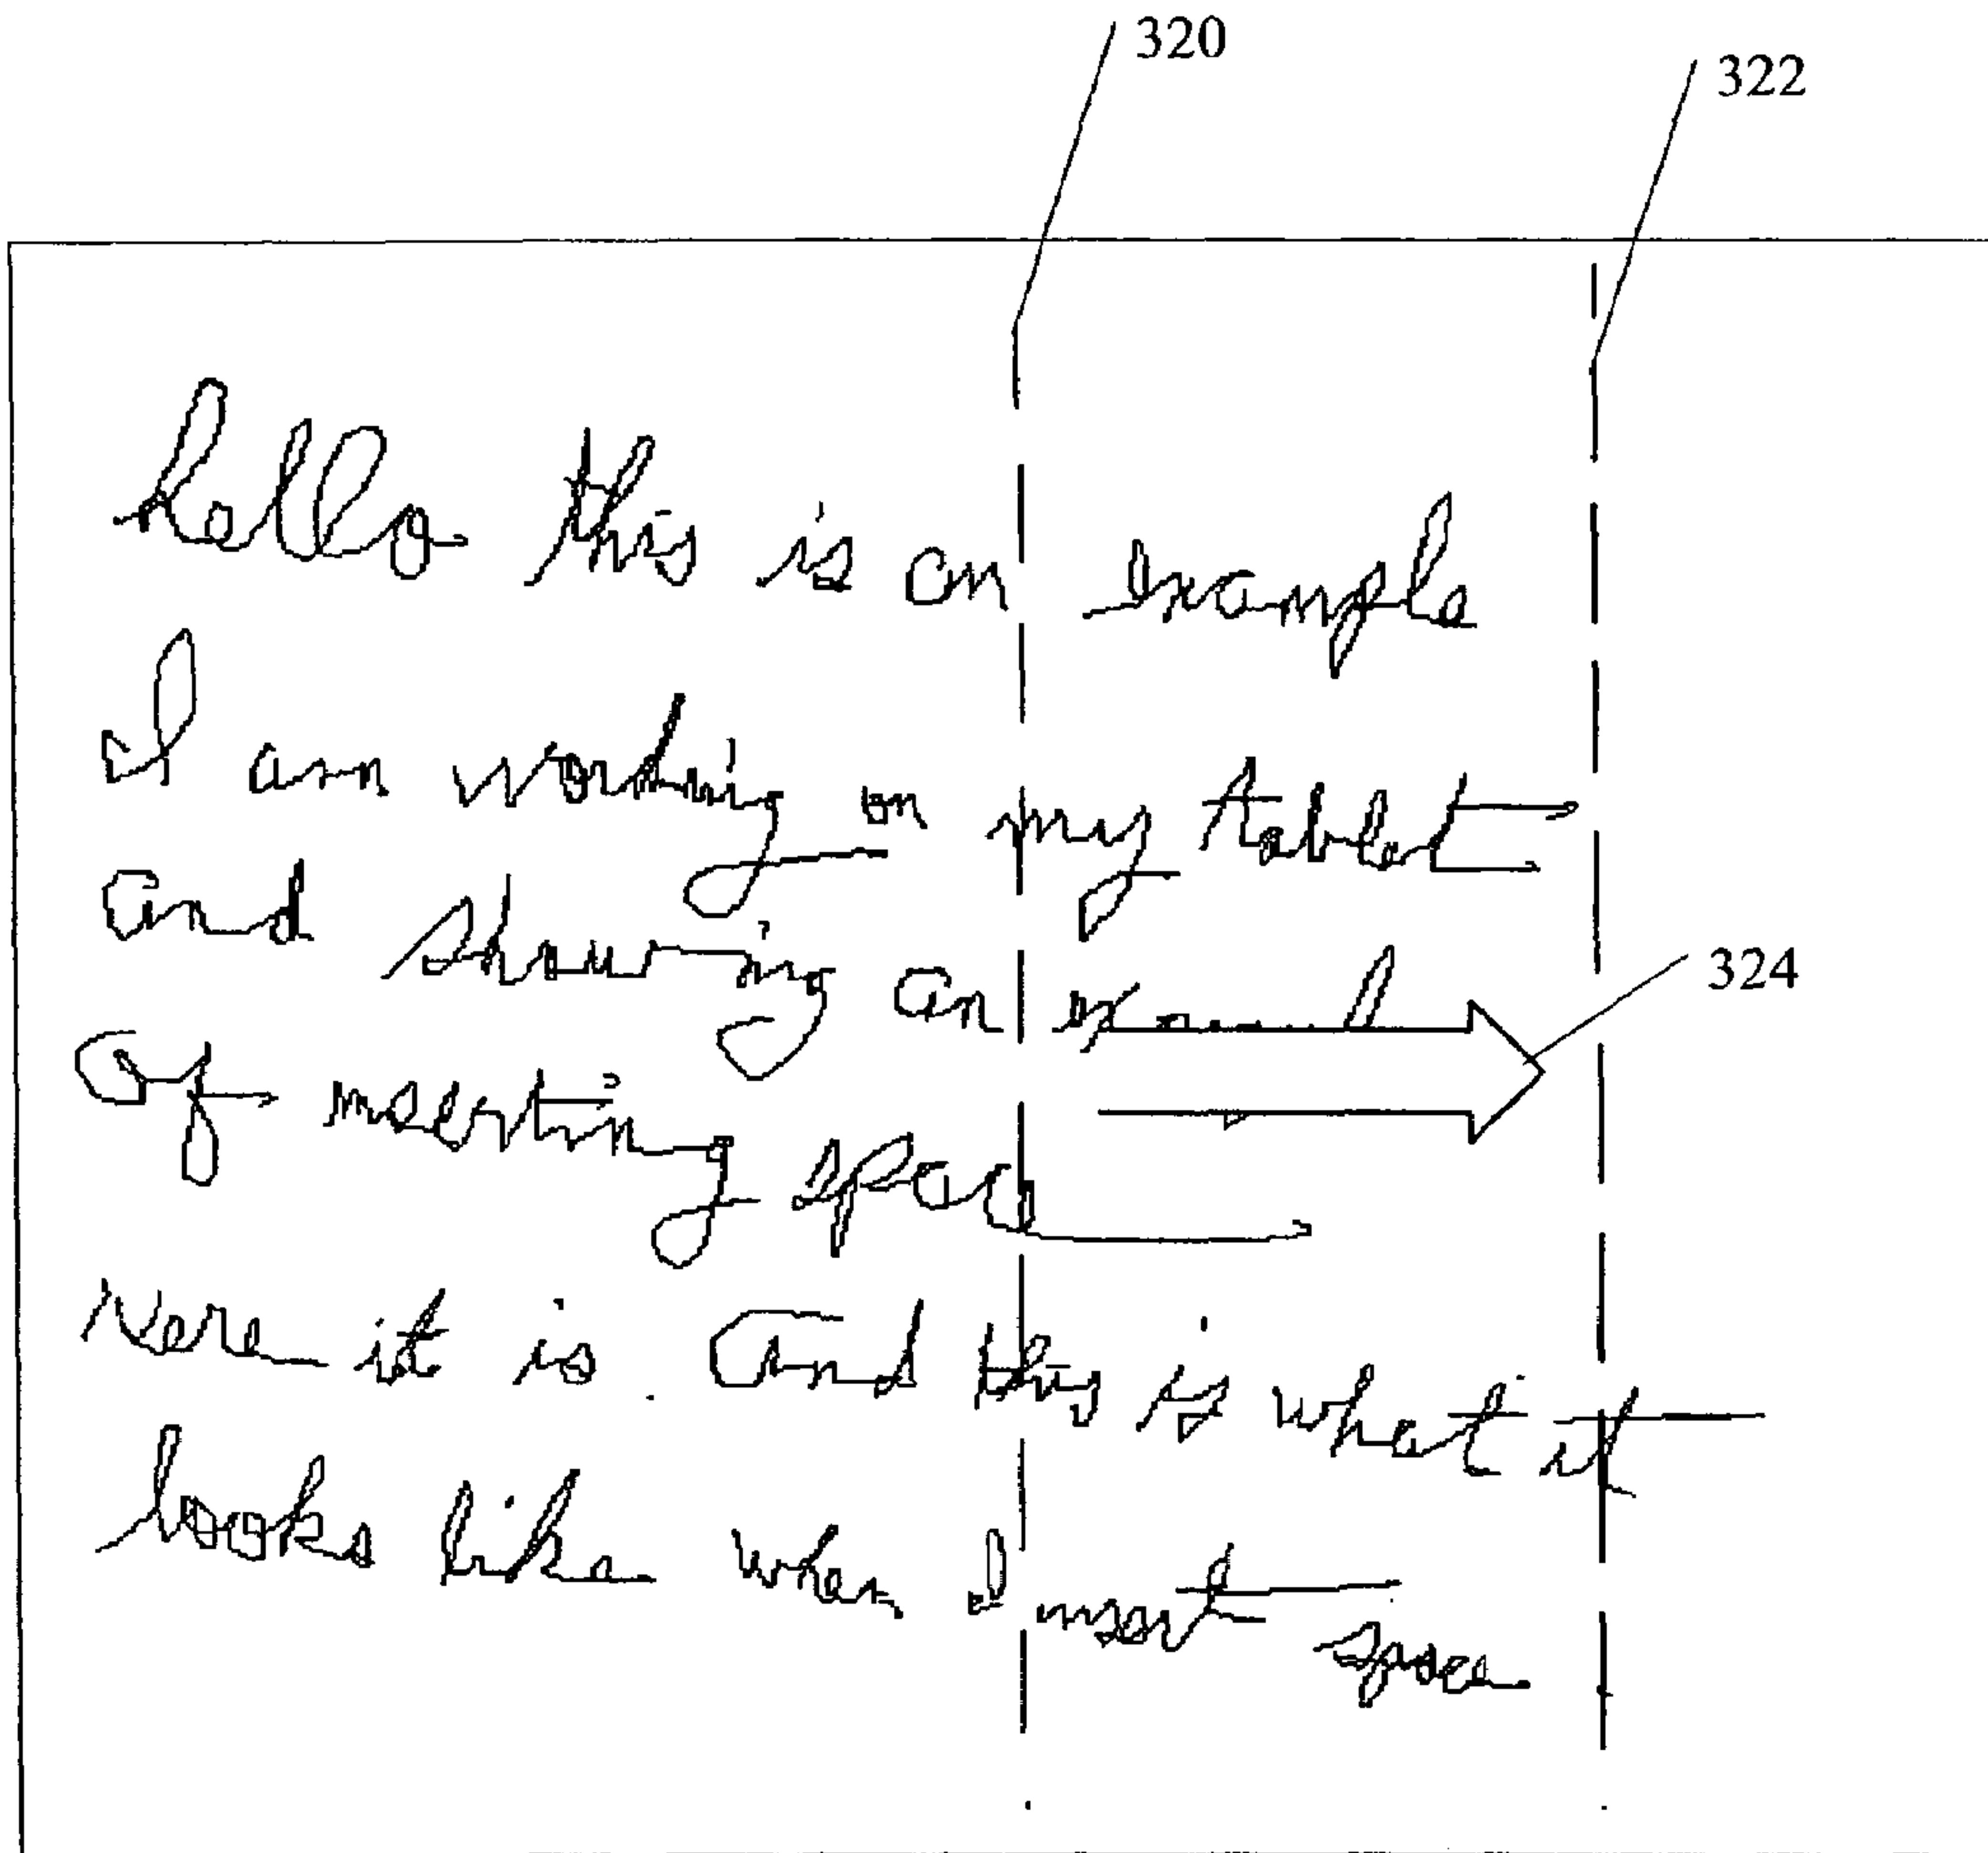 320
322
hello this is an example
I am working on my tablet
and showing an
324
of inserting space
Here it is. And this is what it
looks like when I insert space